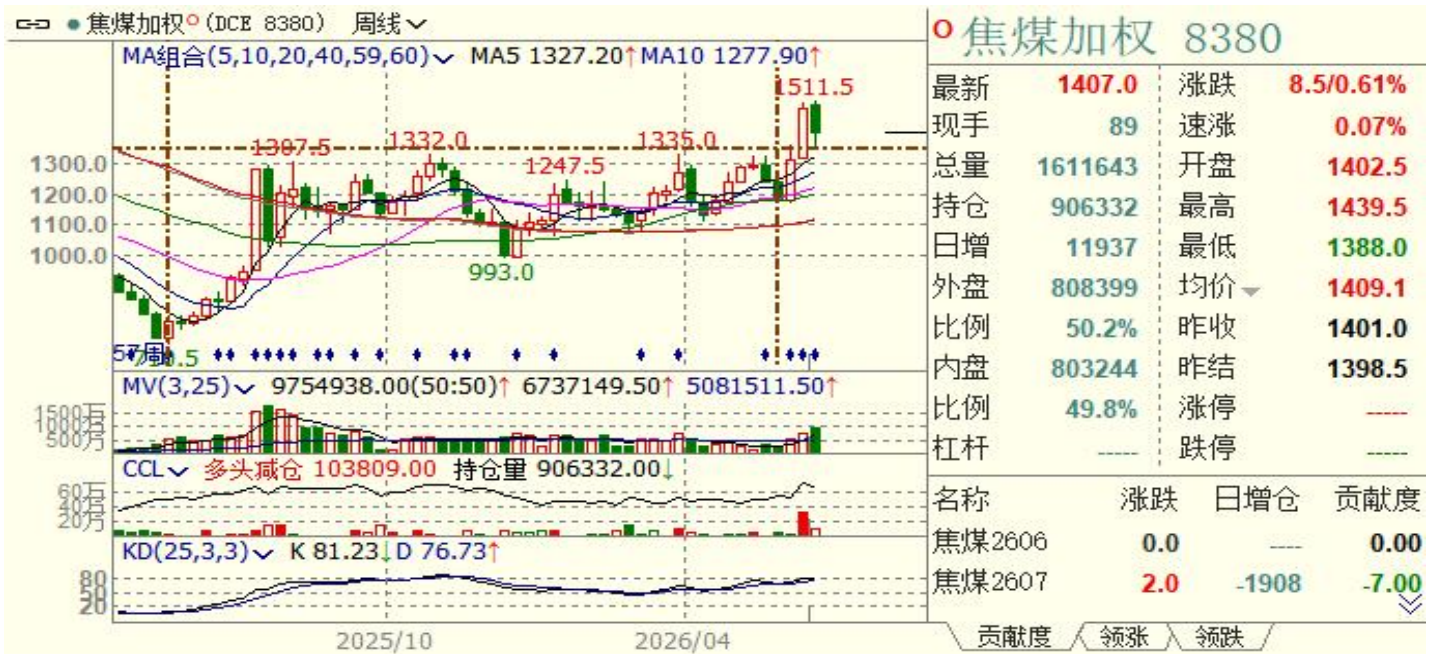 焦煤加权 (DCE 8380) 周线
MA组合(5,10,20,40,59,60) MA5 1327.20↑ MA10 1277.90↑
1511.5
1307.5
1332.0
1247.5
1335.0
1300.0
1200.0
1100.0
1000.0
993.0
57周
MV(3,25) 9754938.00(50:50)↑ 6737149.50↑ 5081511.50↑
1500万
1000万
500万
CCL 多头减仓 103809.00 持仓量 906332.00↓
60万
40万
20万
KD(25,3,3) K 81.23↓ D 76.73↑
80
50
20
2025/10 2026/04
焦煤加权 8380
最新 1407.0 涨跌 8.5/0.61%
现手 89 速涨 0.07%
总量 1611643 开盘 1402.5
持仓 906332 最高 1439.5
日增 11937 最低 1388.0
外盘 808399 均价 1409.1
比例 50.2% 昨收 1401.0
内盘 803244 昨结 1398.5
比例 49.8% 涨停 -----
杠杆 ----- 跌停 -----
名称 涨跌 日增仓 贡献度
焦煤2606 0.0 ---- 0.00
焦煤2607 2.0 -1908 -7.00
贡献度 领涨 领跌